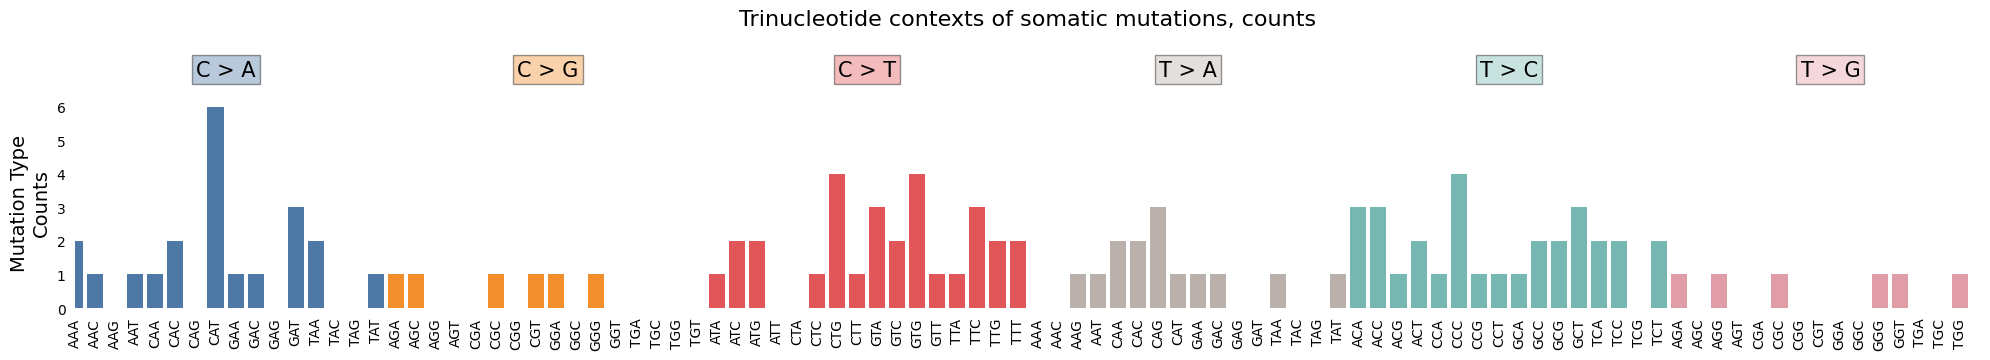 Trinucleotide contexts of somatic mutations, counts
C > A C > G C > T T > A T > C T > G
Mutation Type
Counts
6
5
4
3
2
1
0
AAA AAC AAG AAT CAA CAC CAG CAT GAA GAC GAG GAT TAA TAC TAG TAT AGA AGC AGG AGT CGA CGC CGG CGT GGA GGC GGG GGT TGA TGC TGG TGT ATA ATC ATG ATT CTA CTC CTG CTT GTA GTC GTG GTT TTA TTC TTG TTT AAA AAC AAG AAT CAA CAC CAG CAT GAA GAC GAG GAT TAA TAC TAG TAT ACA ACC ACG ACT CCA CCC CCG CCT GCA GCC GCG GCT TCA TCC TCG TCT AGA AGC AGG AGT CGA CGC CGG CGT GGA GGC GGG GGT TGA TGC TGG